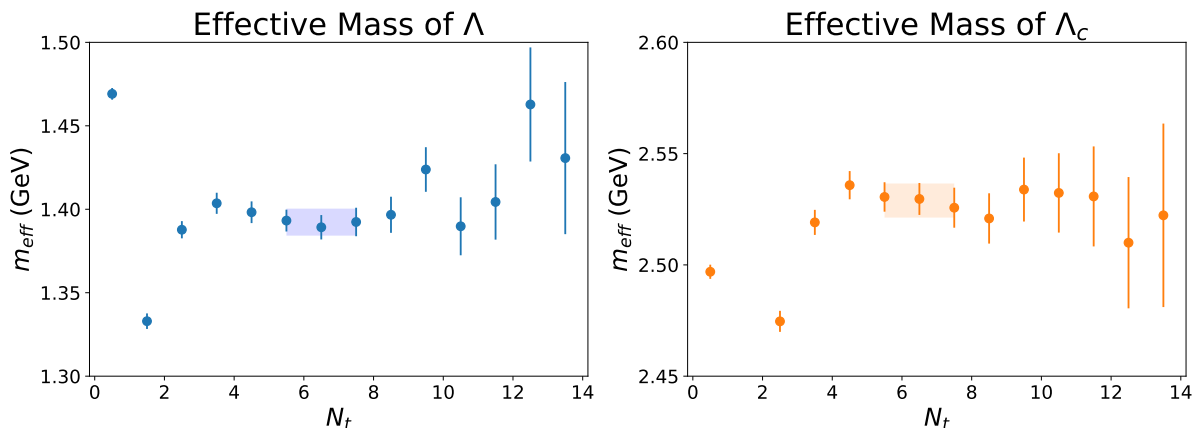 Effective Mass of Λ
m_eff (GeV)
1.50
1.45
1.40
1.35
1.30
0 2 4 6 8 10 12 14
N_t
Effective Mass of Λ_c
m_eff (GeV)
2.60
2.55
2.50
2.45
0 2 4 6 8 10 12 14
N_t